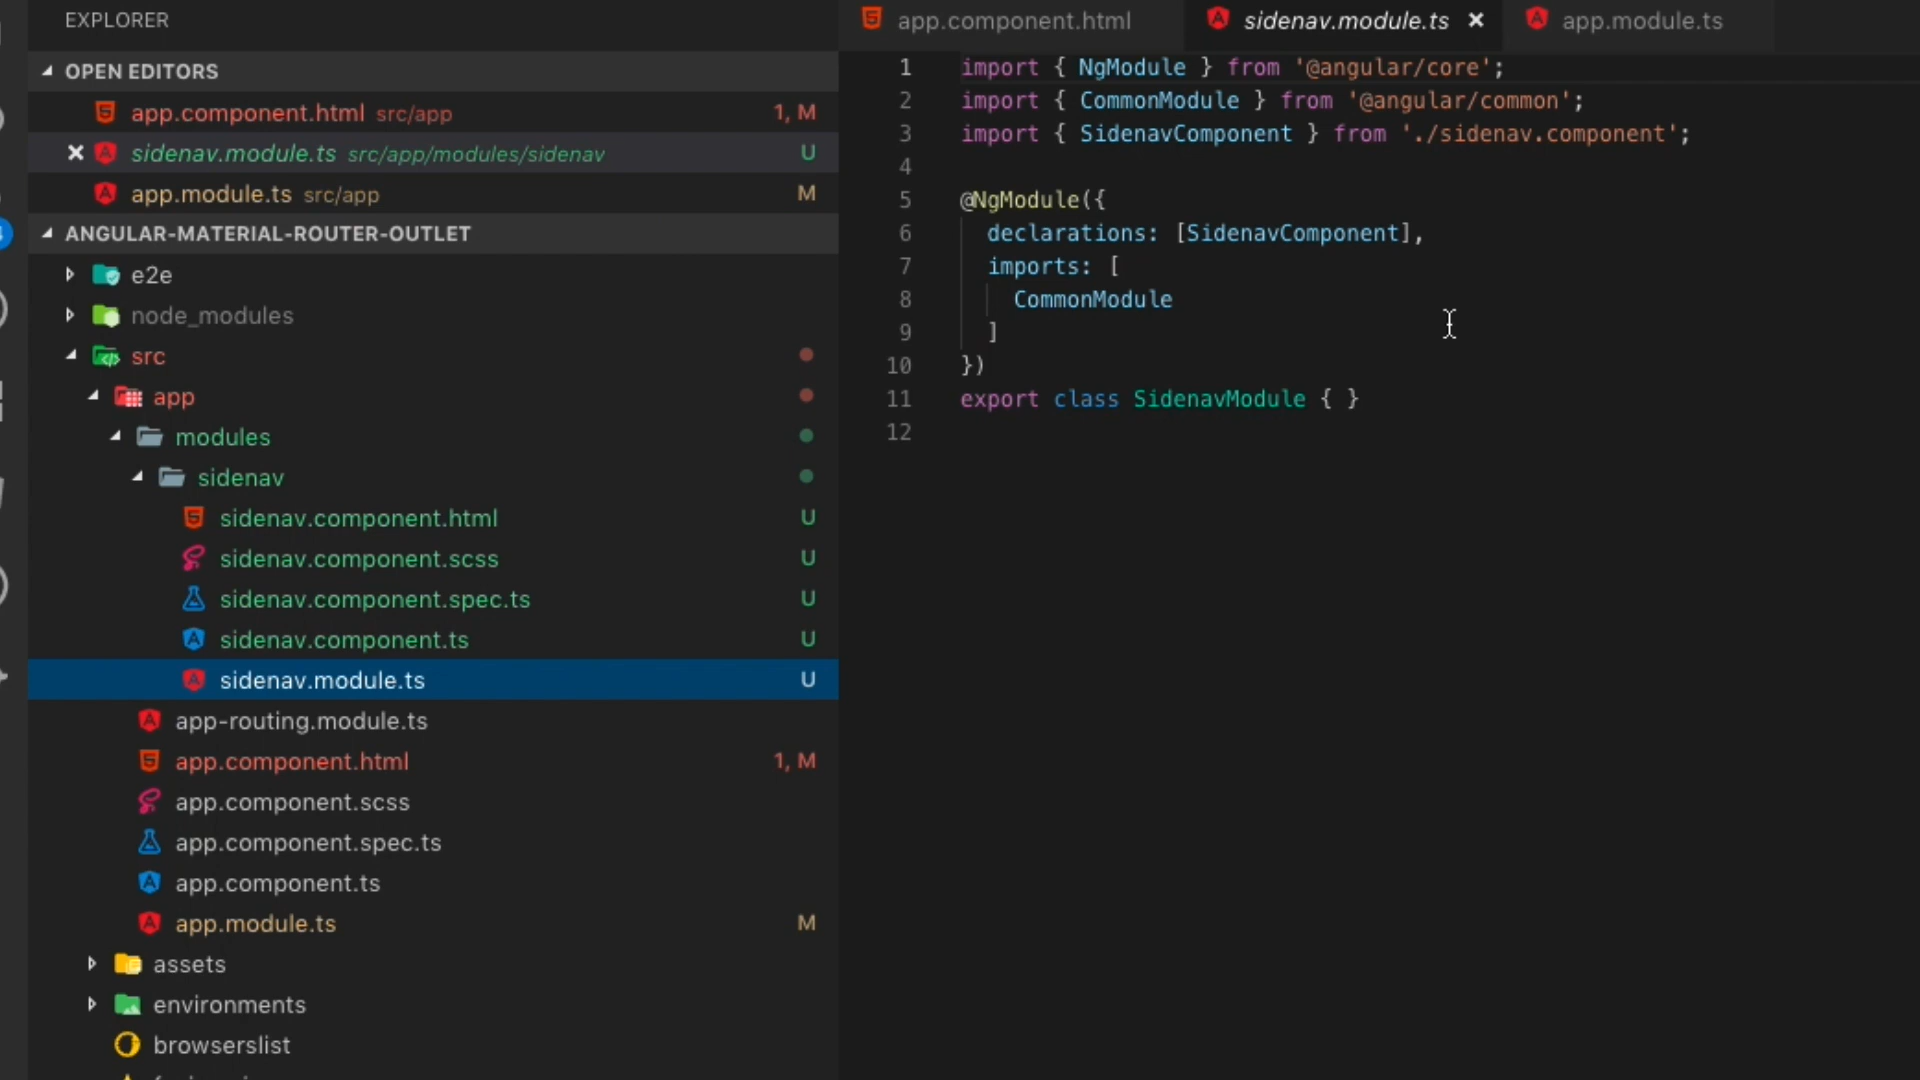 EXPLORER
OPEN EDITORS
app.component.html src/app 1, M
sidenav.module.ts src/app/modules/sidenav U
app.module.ts src/app M
ANGULAR-MATERIAL-ROUTER-OUTLET
e2e
node_modules
src
app
modules
sidenav
sidenav.component.html U
sidenav.component.scss U
sidenav.component.spec.ts U
sidenav.component.ts U
sidenav.module.ts U
app-routing.module.ts
app.component.html 1, M
app.component.scss
app.component.spec.ts
app.component.ts
app.module.ts M
assets
environments
browserslist
app.component.html sidenav.module.ts app.module.ts
1 import { NgModule } from '@angular/core';
2 import { CommonModule } from '@angular/common';
3 import { SidenavComponent } from './sidenav.component';
4
5 @NgModule({
6 declarations: [SidenavComponent],
7 imports: [
8 CommonModule
9 ]
10 })
11 export class SidenavModule { }
12